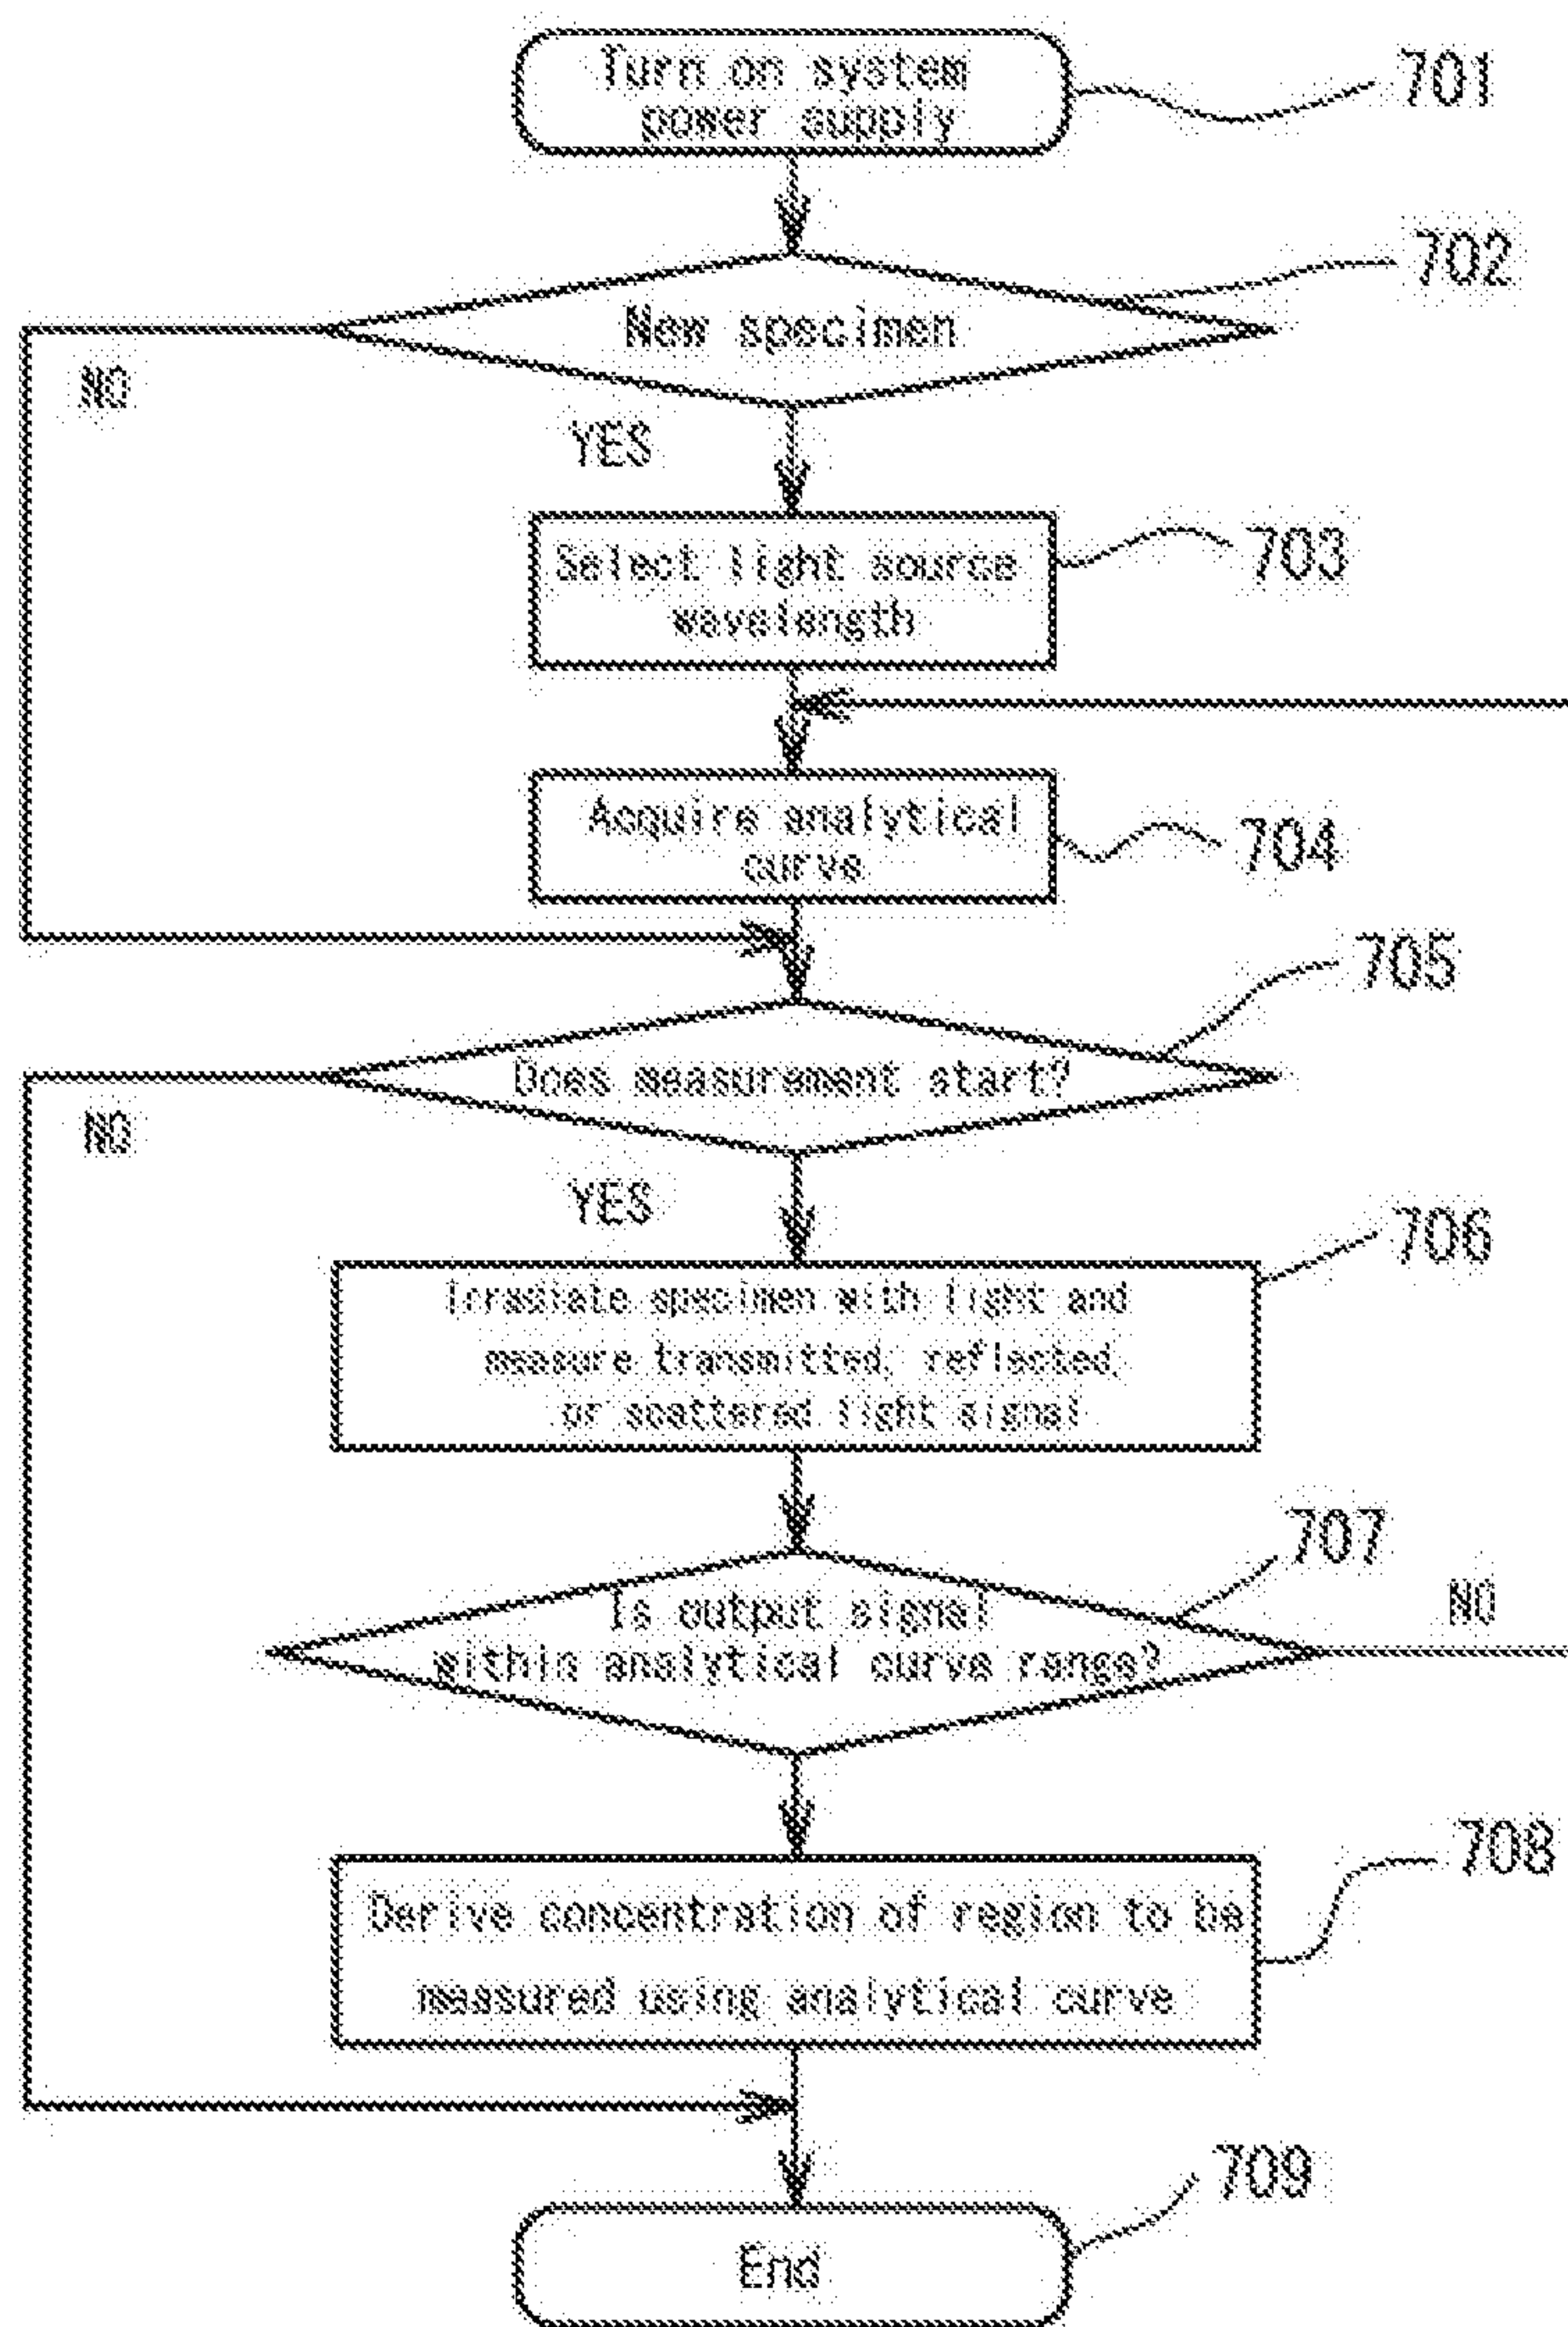 Turn on system
power supply
701
702
New specimen
NO
YES
Select light source
wavelength
703
Acquire analytical
curve
704
705
Does measurement start?
NO
YES
706
Irradiate specimen with light and
measure transmitted, reflected,
or scattered light signal
707
Is output signal
within analytical curve range?
NO
708
Derive concentration of region to be
measured using analytical curve
709
End